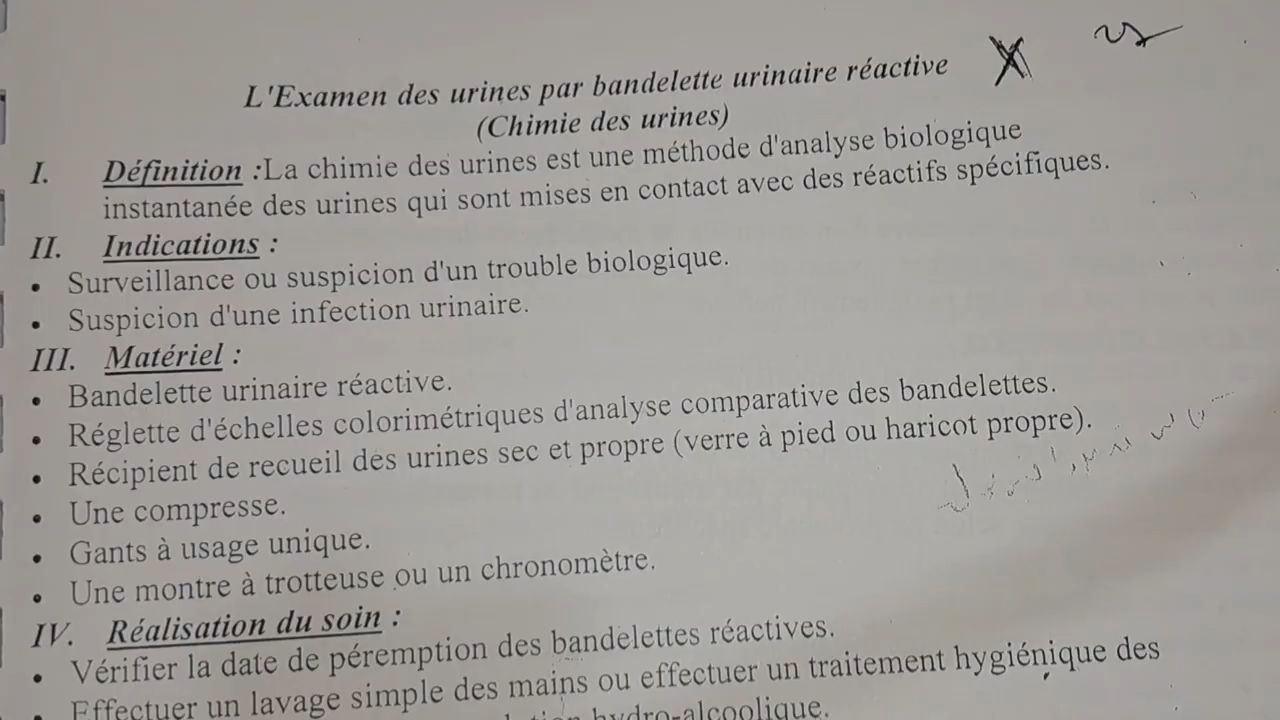 L'Examen des urines par bandelette urinaire réactive
(Chimie des urines)
I. Définition :La chimie des urines est une méthode d'analyse biologique
instantanée des urines qui sont mises en contact avec des réactifs spécifiques.
II. Indications :
• Surveillance ou suspicion d'un trouble biologique.
• Suspicion d'une infection urinaire.
III. Matériel :
• Bandelette urinaire réactive.
• Réglette d'échelles colorimétriques d'analyse comparative des bandelettes.
• Récipient de recueil des urines sec et propre (verre à pied ou haricot propre).
• Une compresse.
• Gants à usage unique.
• Une montre à trotteuse ou un chronomètre.
IV. Réalisation du soin :
• Vérifier la date de péremption des bandelettes réactives.
• Effectuer un lavage simple des mains ou effectuer un traitement hygiénique des
hydro-alcoolique.